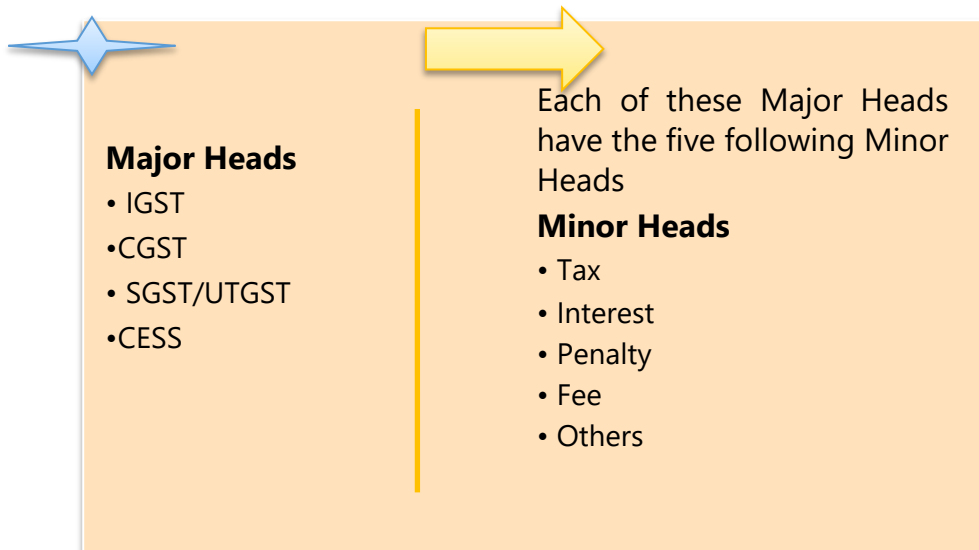 Major Heads
• IGST
•CGST
• SGST/UTGST
•CESS
Each of these Major Heads
have the five following Minor
Heads
Minor Heads
• Tax
• Interest
• Penalty
• Fee
• Others